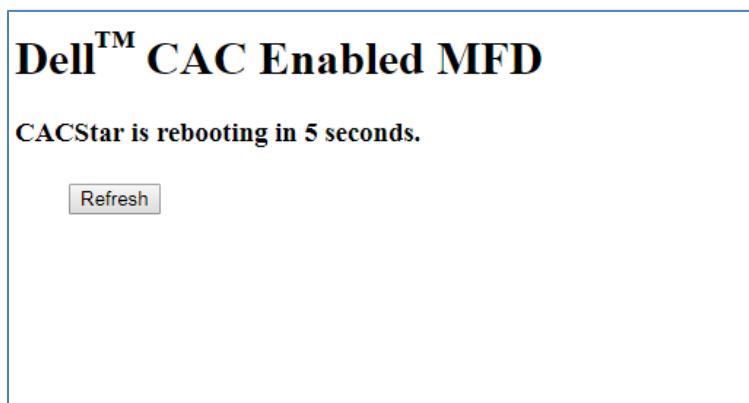 Dell™ CAC Enabled MFD
CACStar is rebooting in 5 seconds.
Refresh